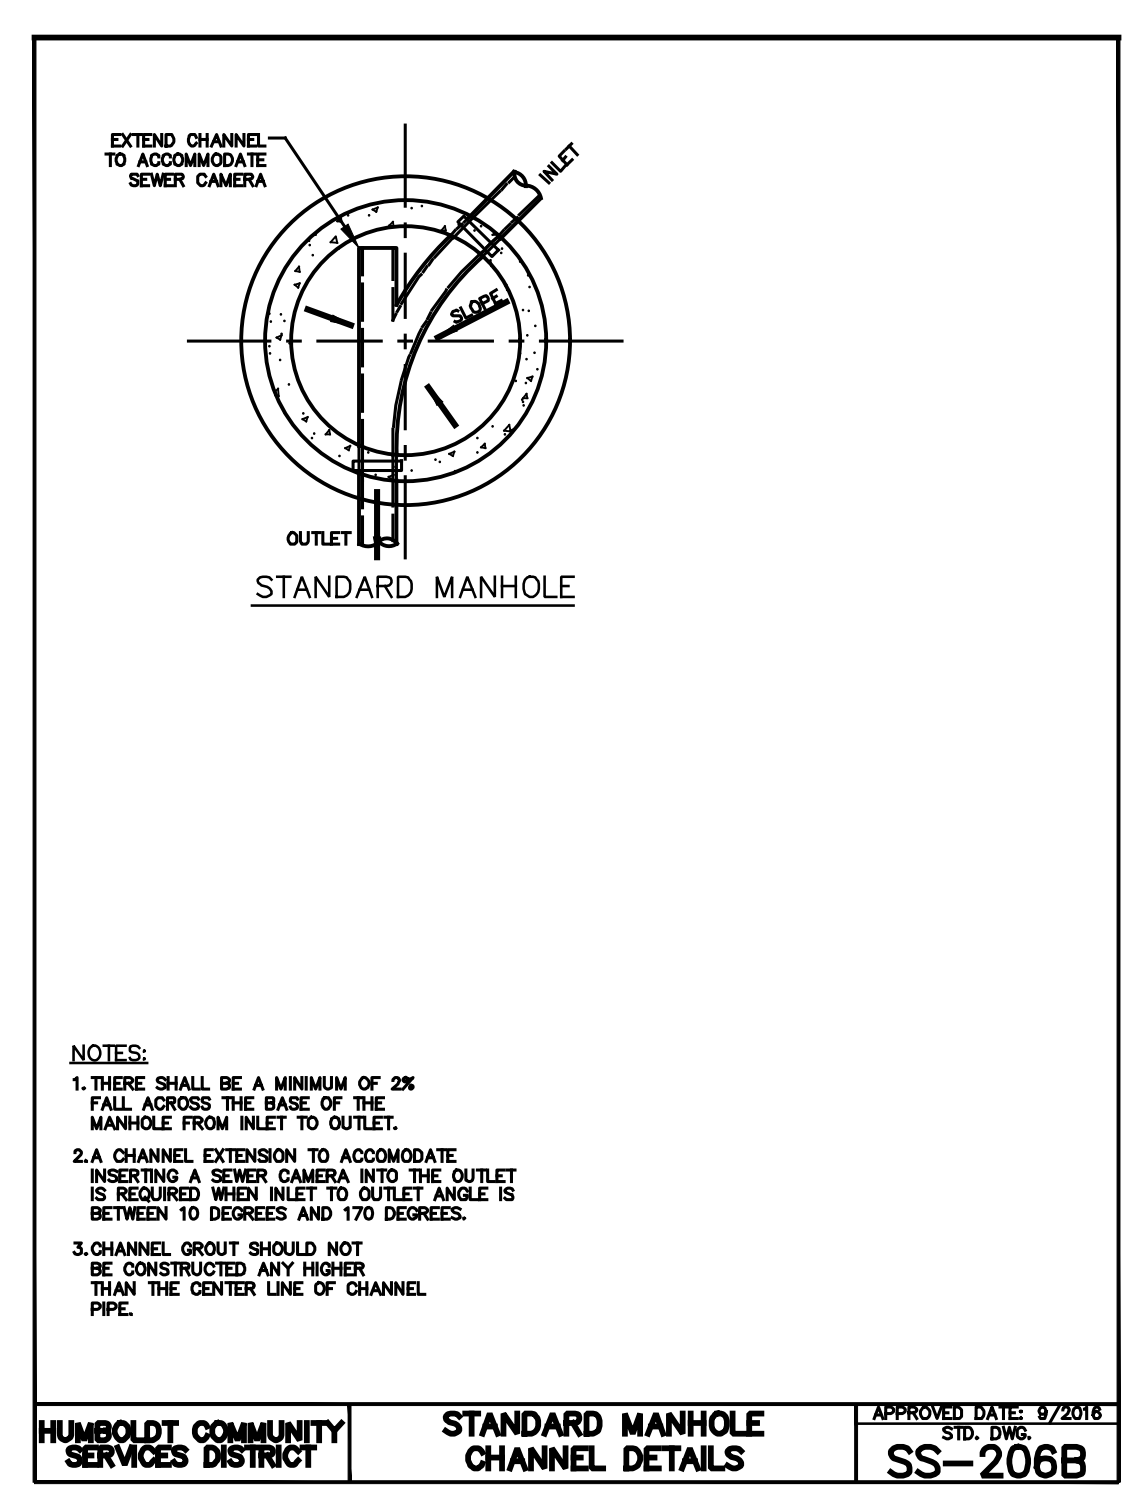 EXTEND CHANNEL
TO ACCOMMODATE
SEWER CAMERA
INLET
SLOPE
OUTLET
STANDARD MANHOLE
NOTES:
1. THERE SHALL BE A MINIMUM OF 2%
FALL ACROSS THE BASE OF THE
MANHOLE FROM INLET TO OUTLET.
2. A CHANNEL EXTENSION TO ACCOMODATE
INSERTING A SEWER CAMERA INTO THE OUTLET
IS REQUIRED WHEN INLET TO OUTLET ANGLE IS
BETWEEN 10 DEGREES AND 170 DEGREES.
3. CHANNEL GROUT SHOULD NOT
BE CONSTRUCTED ANY HIGHER
THAN THE CENTER LINE OF CHANNEL
PIPE.
HUMBOLDT COMMUNITY
SERVICES DISTRICT
STANDARD MANHOLE
CHANNEL DETAILS
APPROVED DATE: 9/2016
STD. DWG.
SS-206B